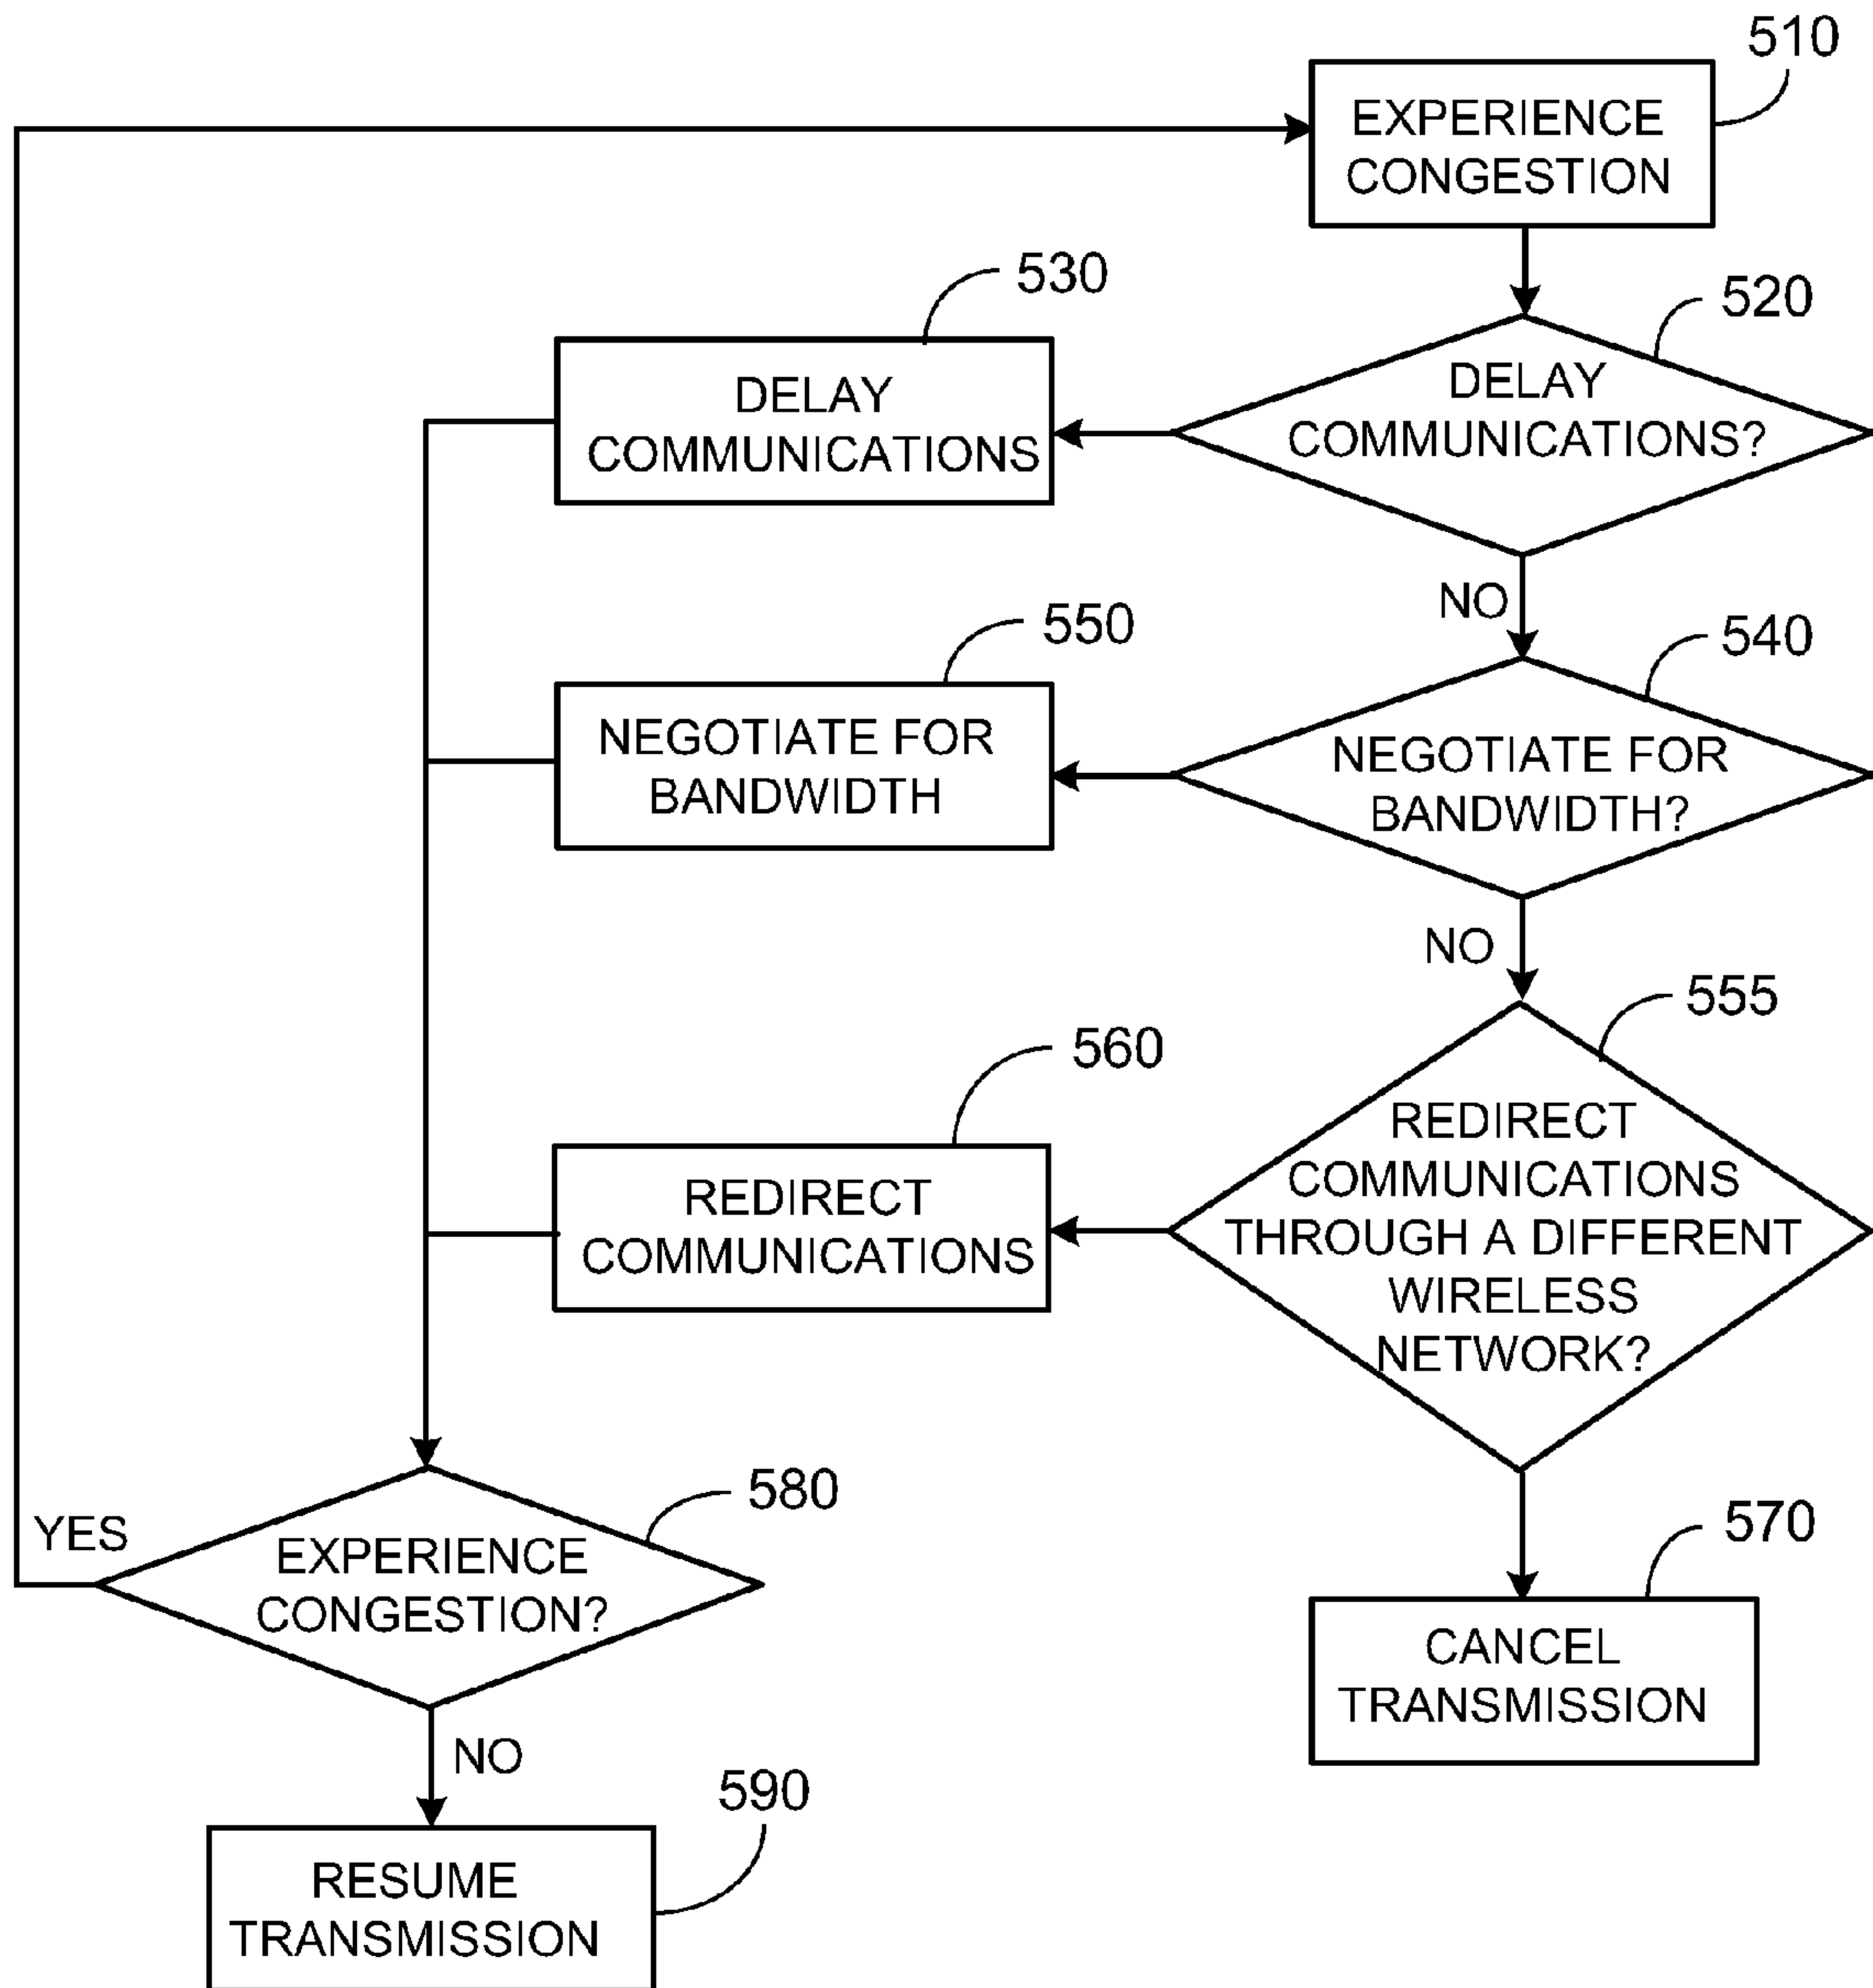 510
EXPERIENCE
CONGESTION
530
520
DELAY
COMMUNICATIONS
DELAY
COMMUNICATIONS?
NO
550
540
NEGOTIATE FOR
BANDWIDTH
NEGOTIATE FOR
BANDWIDTH?
NO
555
560
REDIRECT
COMMUNICATIONS
REDIRECT
COMMUNICATIONS
THROUGH A DIFFERENT
WIRELESS
NETWORK?
580
570
YES
EXPERIENCE
CONGESTION?
CANCEL
TRANSMISSION
NO
590
RESUME
TRANSMISSION